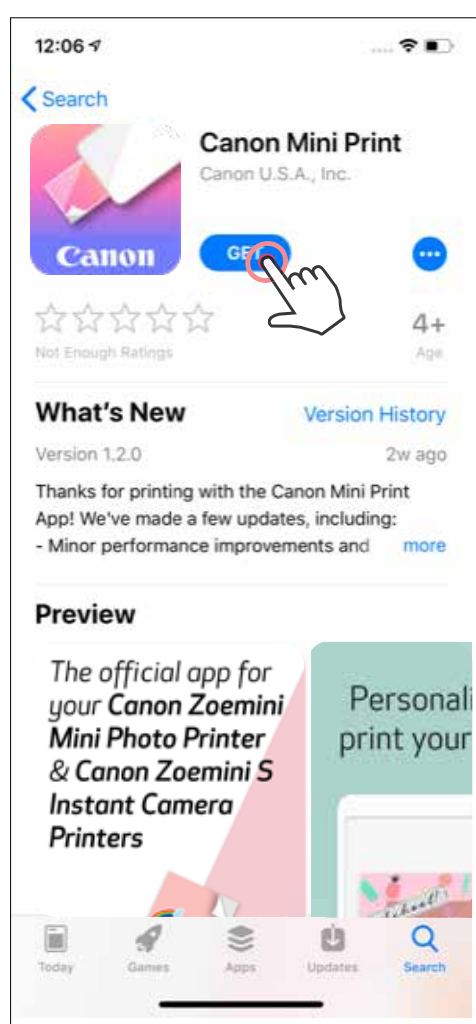 12:06
Search
Canon Mini Print
Canon U.S.A., Inc.
Canon
GET
Not Enough Ratings
4+
Age
What's New
Version History
Version 1.2.0
2w ago
Thanks for printing with the Canon Mini Print
App! We've made a few updates, including:
- Minor performance improvements and more
Preview
The official app for
your Canon Zoemini
Mini Photo Printer
& Canon Zoemini S
Instant Camera
Printers
Personali
print your
Today
Games
Apps
Updates
Search